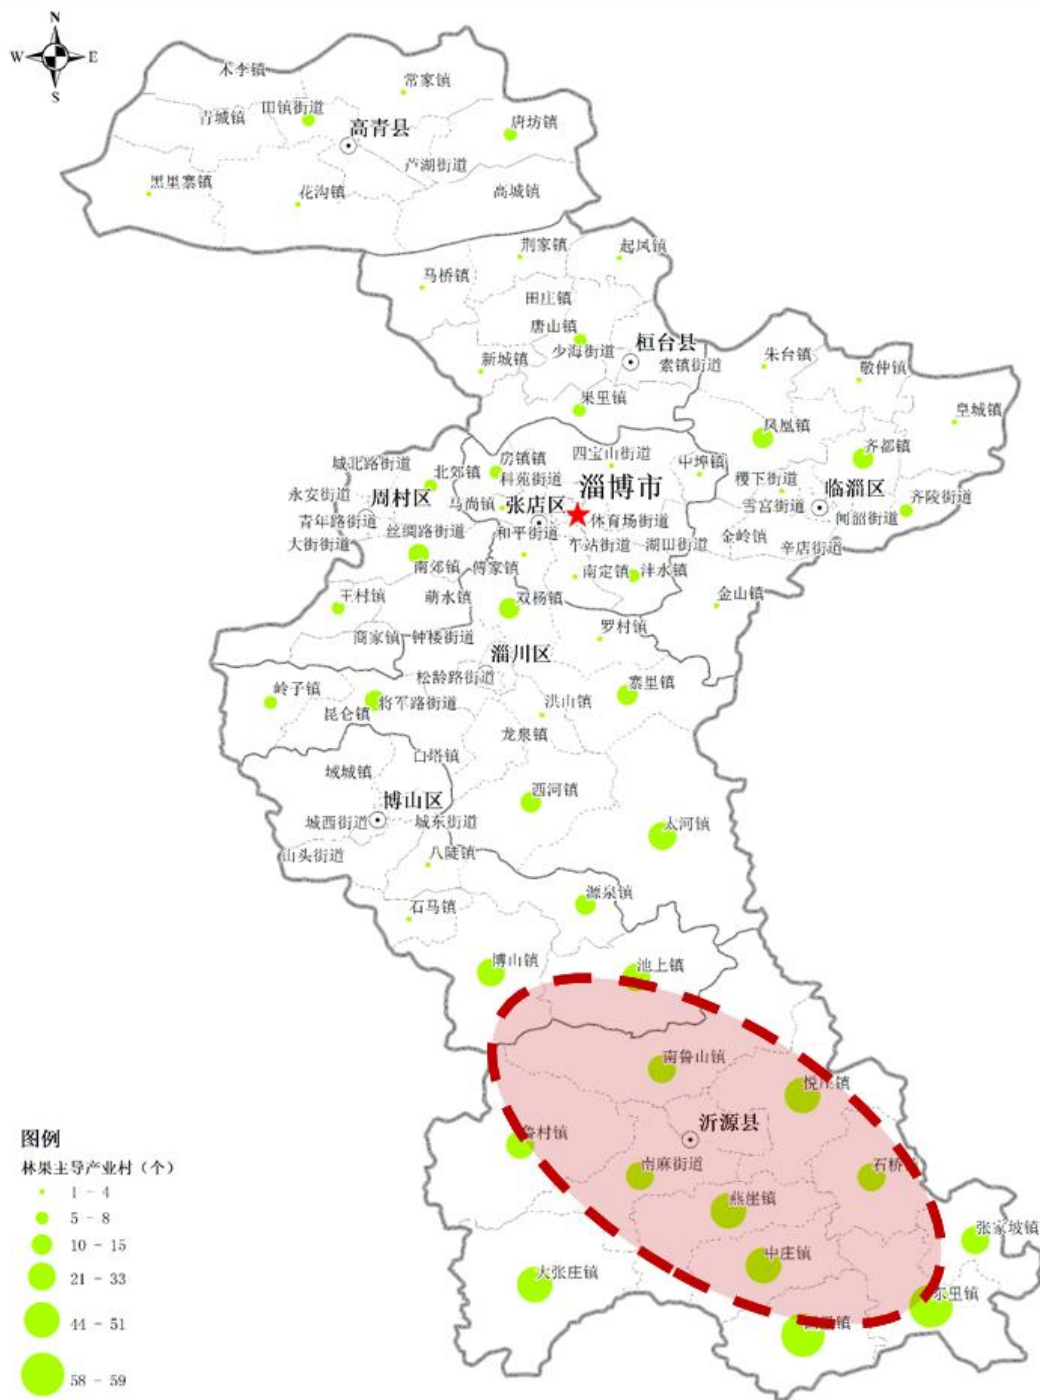 N
W E
S
木李镇
常家镇
青城镇
田镇街道
高青县
唐坊镇
芦湖街道
黑里寨镇
花沟镇
高城镇
荆家镇
起凤镇
马桥镇
田庄镇
唐山镇
少海街道
桓台县
索镇街道
新城镇
果里镇
朱台镇
敬仲镇
皇城镇
凤凰镇
齐都镇
稷下街道
临淄区
雪宫街道
闻韶街道
齐陵街道
金岭镇
辛店街道
金山镇
城北路街道
北郊镇
永安街道
周村区
青年路街道
大街街道
丝绸路街道
南郊镇
王村镇
萌水镇
商家镇
房镇镇
四宝山街道
中埠镇
科苑街道
淄博市
马尚镇
张店区
体育场街道
和平街道
车站街道
湖田街道
傅家镇
南定镇
沣水镇
双杨镇
罗村镇
钟楼街道
淄川区
松龄路街道
寨里镇
岭子镇
将军路街道
昆仑镇
洪山镇
龙泉镇
西河镇
太河镇
域城镇
白塔镇
博山区
城西街道
城东街道
山头街道
八陡镇
石马镇
源泉镇
博山镇
池上镇
南鲁山镇
悦庄镇
鲁村镇
沂源县
南麻街道
石桥
燕崖镇
张家坡镇
中庄镇
大张庄镇
东里镇
图例
林果主导产业村（个）
1 - 4
5 - 8
10 - 15
21 - 33
44 - 51
58 - 59